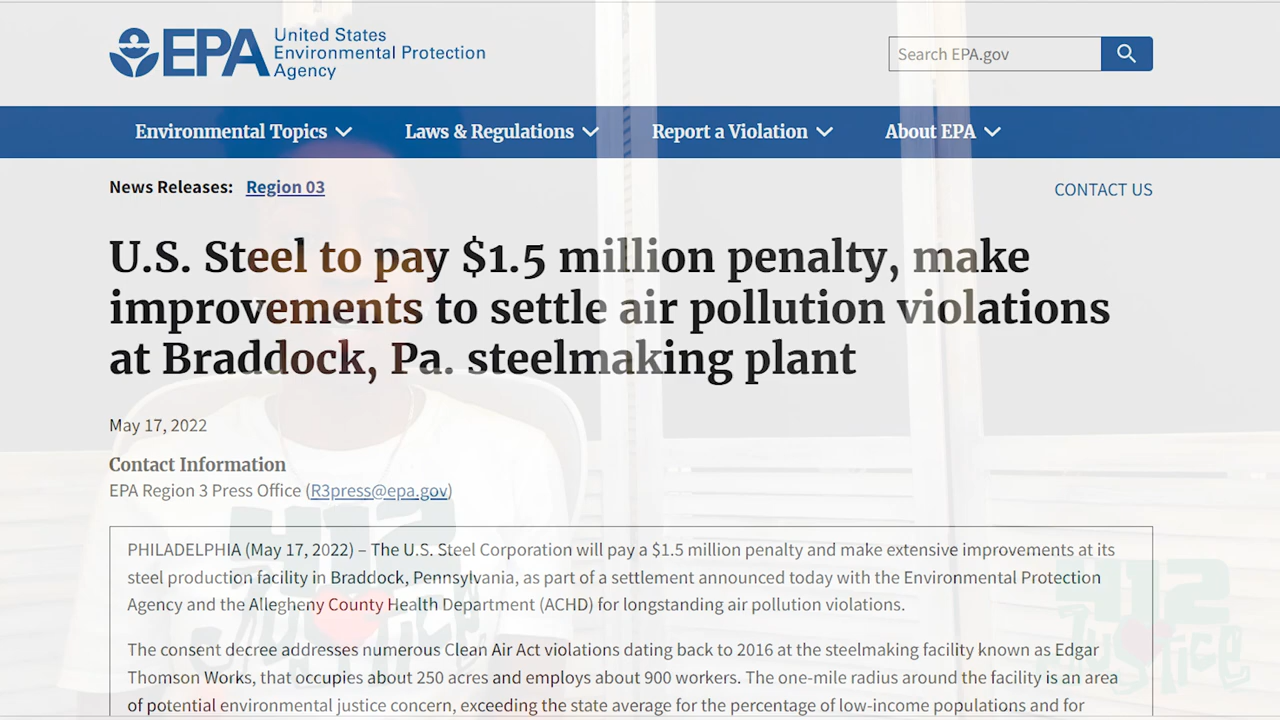 EPA
United States
Environmental Protection
Agency
Search EPA.gov
Environmental Topics
Laws & Regulations
Report a Violation
About EPA
News Releases: Region 03
CONTACT US
U.S. Steel to pay $1.5 million penalty, make
improvements to settle air pollution violations
at Braddock, Pa. steelmaking plant
May 17, 2022
Contact Information
EPA Region 3 Press Office (R3press@epa.gov)
PHILADELPHIA (May 17, 2022) – The U.S. Steel Corporation will pay a $1.5 million penalty and make extensive improvements at its
steel production facility in Braddock, Pennsylvania, as part of a settlement announced today with the Environmental Protection
Agency and the Allegheny County Health Department (ACHD) for longstanding air pollution violations.
The consent decree addresses numerous Clean Air Act violations dating back to 2016 at the steelmaking facility known as Edgar
Thomson Works, that occupies about 250 acres and employs about 900 workers. The one-mile radius around the facility is an area
of potential environmental justice concern, exceeding the state average for the percentage of low-income populations and for
412
Justice
412
Justice